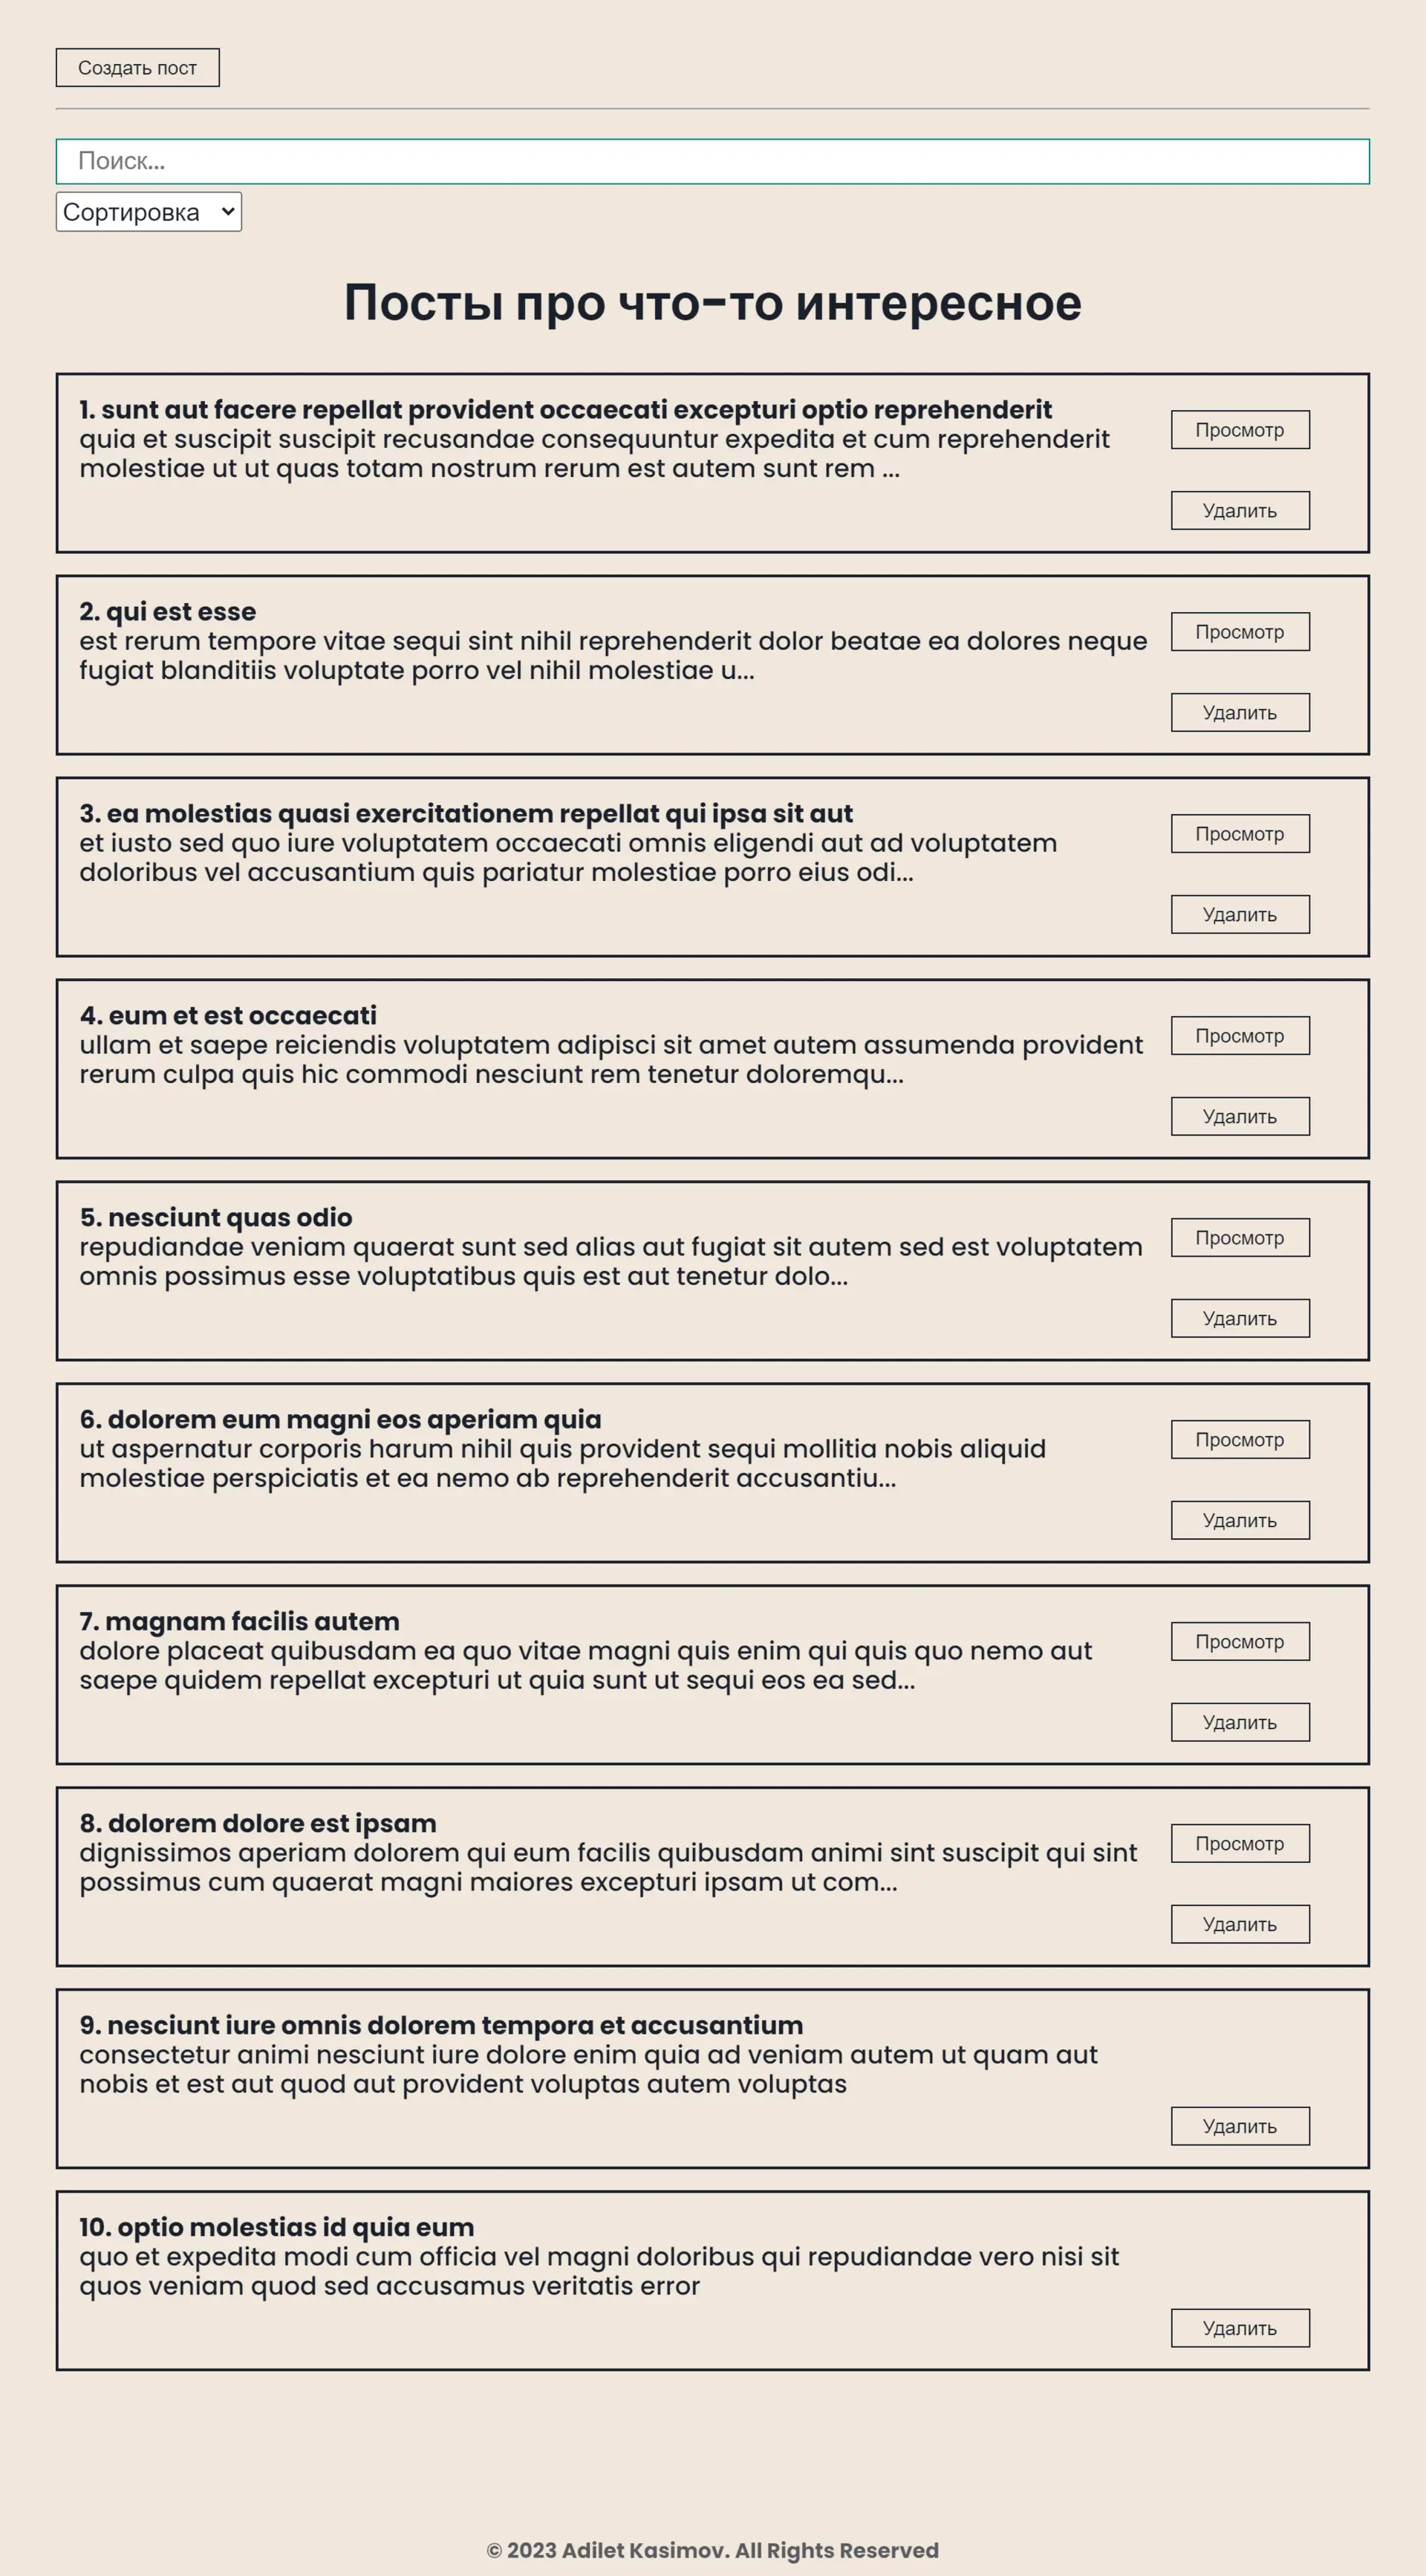 Создать пост
Поиск...
Сортировка
Посты про что-то интересное
1. sunt aut facere repellat provident occaecati excepturi optio reprehenderit
quia et suscipit suscipit recusandae consequuntur expedita et cum reprehenderit
molestiae ut ut quas totam nostrum rerum est autem sunt rem ...
Просмотр
Удалить
2. qui est esse
est rerum tempore vitae sequi sint nihil reprehenderit dolor beatae ea dolores neque
fugiat blanditiis voluptate porro vel nihil molestiae u...
Просмотр
Удалить
3. ea molestias quasi exercitationem repellat qui ipsa sit aut
et iusto sed quo iure voluptatem occaecati omnis eligendi aut ad voluptatem
doloribus vel accusantium quis pariatur molestiae porro eius odi...
Просмотр
Удалить
4. eum et est occaecati
ullam et saepe reiciendis voluptatem adipisci sit amet autem assumenda provident
rerum culpa quis hic commodi nesciunt rem tenetur doloremqu...
Просмотр
Удалить
5. nesciunt quas odio
repudiandae veniam quaerat sunt sed alias aut fugiat sit autem sed est voluptatem
omnis possimus esse voluptatibus quis est aut tenetur dolo...
Просмотр
Удалить
6. dolorem eum magni eos aperiam quia
ut aspernatur corporis harum nihil quis provident sequi mollitia nobis aliquid
molestiae perspiciatis et ea nemo ab reprehenderit accusantiu...
Просмотр
Удалить
7. magnam facilis autem
dolore placeat quibusdam ea quo vitae magni quis enim qui quis quo nemo aut
saepe quidem repellat excepturi ut quia sunt ut sequi eos ea sed...
Просмотр
Удалить
8. dolorem dolore est ipsam
dignissimos aperiam dolorem qui eum facilis quibusdam animi sint suscipit qui sint
possimus cum quaerat magni maiores excepturi ipsam ut com...
Просмотр
Удалить
9. nesciunt iure omnis dolorem tempora et accusantium
consectetur animi nesciunt iure dolore enim quia ad veniam autem ut quam aut
nobis et est aut quod aut provident voluptas autem voluptas
Удалить
10. optio molestias id quia eum
quo et expedita modi cum officia vel magni doloribus qui repudiandae vero nisi sit
quos veniam quod sed accusamus veritatis error
Удалить
© 2023 Adilet Kasimov. All Rights Reserved